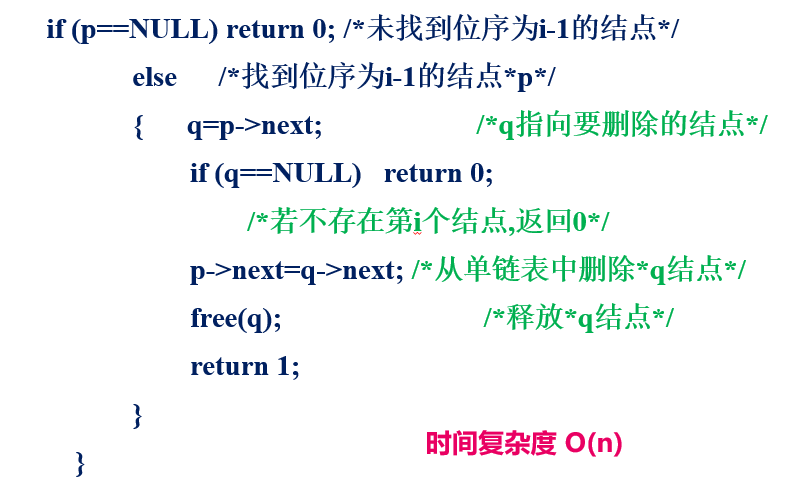 if (p==NULL) return 0; /*未找到位序为i-1的结点*/
else /*找到位序为i-1的结点*p*/
{ q=p->next; /*q指向要删除的结点*/
if (q==NULL) return 0;
/*若不存在第i个结点,返回0*/
p->next=q->next; /*从单链表中删除*q结点*/
free(q); /*释放*q结点*/
return 1;
}
时间复杂度 O(n)
}